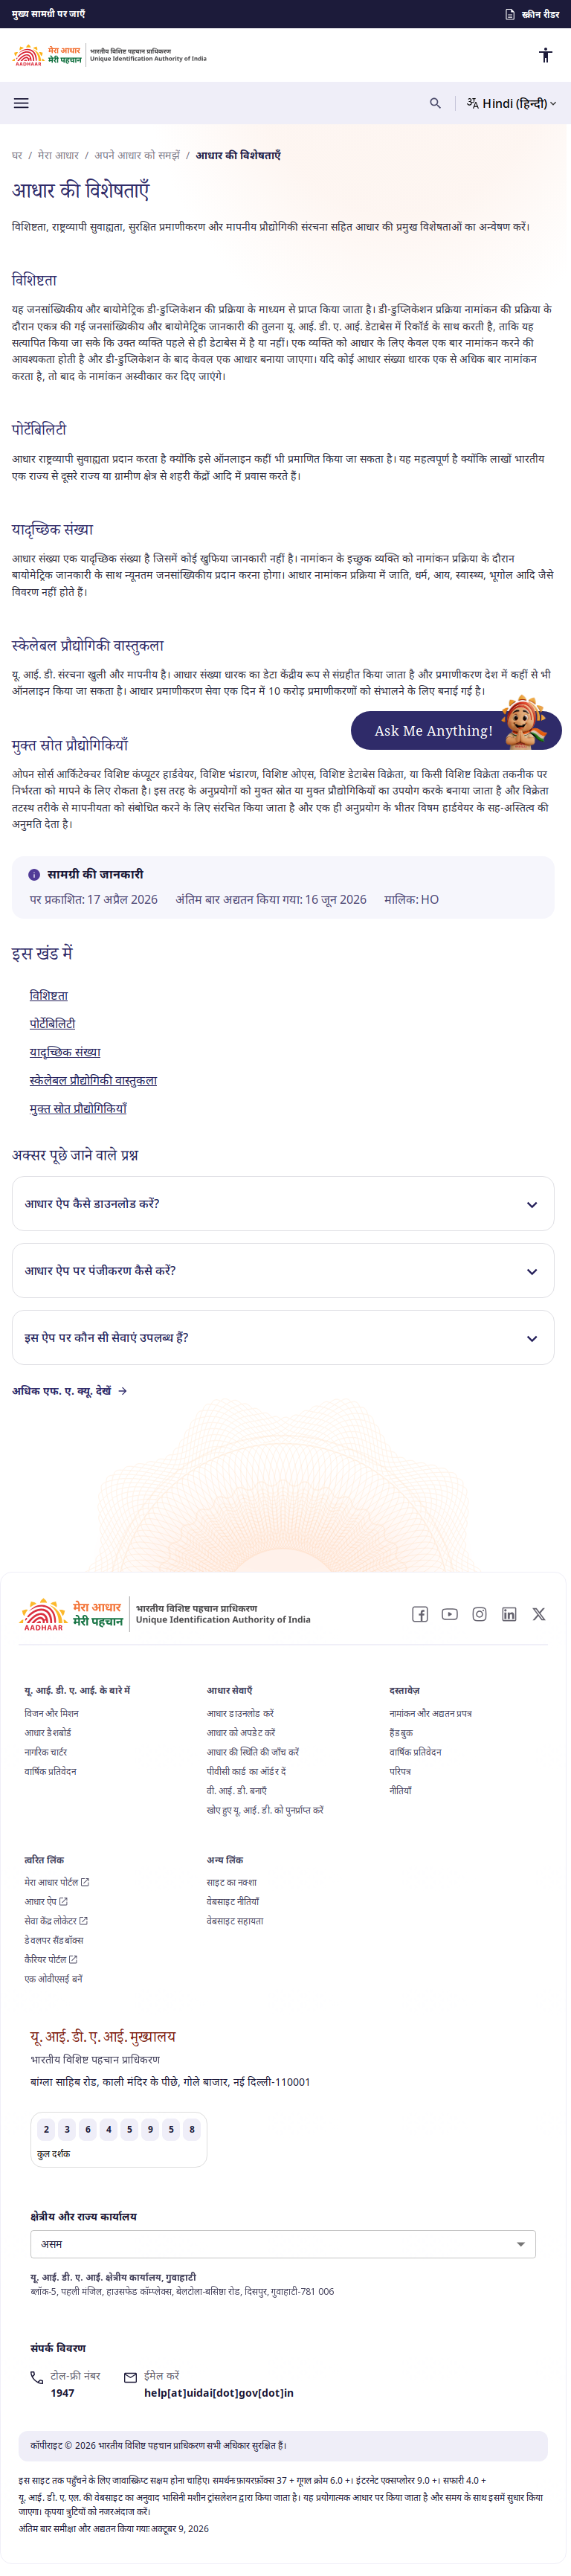 मुख्य सामग्री पर जाएँ
स्क्रीन रीडर
मेरा आधार
मेरी पहचान
AADHAAR
भारतीय विशिष्ट पहचान प्राधिकरण
Unique Identification Authority of India
Hindi (हिन्दी)
घर / मेरा आधार / अपने आधार को समझें / आधार की विशेषताएँ
आधार की विशेषताएँ
विशिष्टता, राष्ट्रव्यापी सुवाह्यता, सुरक्षित प्रमाणीकरण और मापनीय प्रौद्योगिकी संरचना सहित आधार की प्रमुख विशेषताओं का अन्वेषण करें।
विशिष्टता
यह जनसांख्यिकीय और बायोमेट्रिक डी-डुप्लिकेशन की प्रक्रिया के माध्यम से प्राप्त किया जाता है। डी-डुप्लिकेशन प्रक्रिया नामांकन की प्रक्रिया के
दौरान एकत्र की गई जनसांख्यिकीय और बायोमेट्रिक जानकारी की तुलना यू. आई. डी. ए. आई. डेटाबेस में रिकॉर्ड के साथ करती है, ताकि यह
सत्यापित किया जा सके कि उक्त व्यक्ति पहले से ही डेटाबेस में है या नहीं। एक व्यक्ति को आधार के लिए केवल एक बार नामांकन करने की
आवश्यकता होती है और डी-डुप्लिकेशन के बाद केवल एक आधार बनाया जाएगा। यदि कोई आधार संख्या धारक एक से अधिक बार नामांकन
करता है, तो बाद के नामांकन अस्वीकार कर दिए जाएंगे।
पोर्टेबिलिटी
आधार राष्ट्रव्यापी सुवाह्यता प्रदान करता है क्योंकि इसे ऑनलाइन कहीं भी प्रमाणित किया जा सकता है। यह महत्वपूर्ण है क्योंकि लाखों भारतीय
एक राज्य से दूसरे राज्य या ग्रामीण क्षेत्र से शहरी केंद्रों आदि में प्रवास करते हैं।
यादृच्छिक संख्या
आधार संख्या एक यादृच्छिक संख्या है जिसमें कोई खुफिया जानकारी नहीं है। नामांकन के इच्छुक व्यक्ति को नामांकन प्रक्रिया के दौरान
बायोमेट्रिक जानकारी के साथ न्यूनतम जनसांख्यिकीय प्रदान करना होगा। आधार नामांकन प्रक्रिया में जाति, धर्म, आय, स्वास्थ्य, भूगोल आदि जैसे
विवरण नहीं होते हैं।
स्केलेबल प्रौद्योगिकी वास्तुकला
यू. आई. डी. संरचना खुली और मापनीय है। आधार संख्या धारक का डेटा केंद्रीय रूप से संग्रहीत किया जाता है और प्रमाणीकरण देश में कहीं से भी
ऑनलाइन किया जा सकता है। आधार प्रमाणीकरण सेवा एक दिन में 10 करोड़ प्रमाणीकरणों को संभालने के लिए बनाई गई है।
Ask Me Anything!
मुक्त स्रोत प्रौद्योगिकियाँ
ओपन सोर्स आर्किटेक्चर विशिष्ट कंप्यूटर हार्डवेयर, विशिष्ट भंडारण, विशिष्ट ओएस, विशिष्ट डेटाबेस विक्रेता, या किसी विशिष्ट विक्रेता तकनीक पर
निर्भरता को मापने के लिए रोकता है। इस तरह के अनुप्रयोगों को मुक्त स्रोत या मुक्त प्रौद्योगिकियों का उपयोग करके बनाया जाता है और विक्रेता
तटस्थ तरीके से मापनीयता को संबोधित करने के लिए संरचित किया जाता है और एक ही अनुप्रयोग के भीतर विषम हार्डवेयर के सह-अस्तित्व की
अनुमति देता है।
सामग्री की जानकारी
पर प्रकाशित: 17 अप्रैल 2026 अंतिम बार अद्यतन किया गया: 16 जून 2026 मालिक: HO
इस खंड में
विशिष्टता
पोर्टेबिलिटी
यादृच्छिक संख्या
स्केलेबल प्रौद्योगिकी वास्तुकला
मुक्त स्रोत प्रौद्योगिकियाँ
अक्सर पूछे जाने वाले प्रश्न
आधार ऐप कैसे डाउनलोड करें?
आधार ऐप पर पंजीकरण कैसे करें?
इस ऐप पर कौन सी सेवाएं उपलब्ध हैं?
अधिक एफ. ए. क्यू. देखें
मेरा आधार
मेरी पहचान
AADHAAR
भारतीय विशिष्ट पहचान प्राधिकरण
Unique Identification Authority of India
यू. आई. डी. ए. आई. के बारे में
विजन और मिशन
आधार डैशबोर्ड
नागरिक चार्टर
वार्षिक प्रतिवेदन
आधार सेवाएँ
आधार डाउनलोड करें
आधार को अपडेट करें
आधार की स्थिति की जाँच करें
पीवीसी कार्ड का ऑर्डर दें
वी. आई. डी. बनाएँ
खोए हुए यू. आई. डी. को पुनर्प्राप्त करें
दस्तावेज़
नामांकन और अद्यतन प्रपत्र
हैंडबुक
वार्षिक प्रतिवेदन
परिपत्र
नीतियाँ
त्वरित लिंक
मेरा आधार पोर्टल
आधार ऐप
सेवा केंद्र लोकेटर
डेवलपर सैंडबॉक्स
कैरियर पोर्टल
एक ओवीएसई बनें
अन्य लिंक
साइट का नक्शा
वेबसाइट नीतियाँ
वेबसाइट सहायता
यू. आई. डी. ए. आई. मुख्यालय
भारतीय विशिष्ट पहचान प्राधिकरण
बांग्ला साहिब रोड, काली मंदिर के पीछे, गोले बाजार, नई दिल्ली-110001
2 3 6 4 5 9 5 8
कुल दर्शक
क्षेत्रीय और राज्य कार्यालय
असम
यू. आई. डी. ए. आई. क्षेत्रीय कार्यालय, गुवाहाटी
ब्लॉक-5, पहली मंजिल, हाउसफेड कॉम्प्लेक्स, बेलटोला-बसिष्ठा रोड, दिसपुर, गुवाहाटी-781 006
संपर्क विवरण
टोल-फ्री नंबर
1947
ईमेल करें
help[at]uidai[dot]gov[dot]in
कॉपीराइट © 2026 भारतीय विशिष्ट पहचान प्राधिकरण सभी अधिकार सुरक्षित हैं।
इस साइट तक पहुँचने के लिए जावास्क्रिप्ट सक्षम होना चाहिए। समर्थनः फ़ायरफ़ॉक्स 37 + गूगल क्रोम 6.0 +। इंटरनेट एक्सप्लोरर 9.0 +। सफारी 4.0 +
यू. आई. डी. ए. एल. की वेबसाइट का अनुवाद भासिनी मशीन ट्रांसलेशन द्वारा किया जाता है। यह प्रयोगात्मक आधार पर किया जाता है और समय के साथ इसमें सुधार किया
जाएगा। कृपया त्रुटियों को नजरअंदाज करें।
अंतिम बार समीक्षा और अद्यतन किया गयाः अक्टूबर 9, 2026